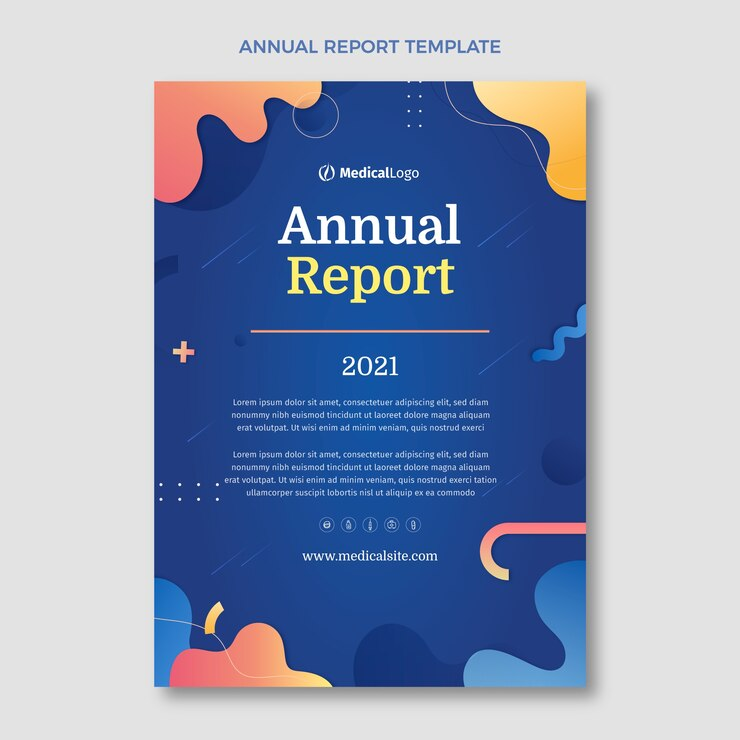 ANNUAL REPORT TEMPLATE
MedicalLogo
Annual
Report
2021
Lorem ipsum dolor sit amet, consectetuer adipiscing elit, sed diam
nonummy nibh euismod tincidunt ut laoreet dolore magna aliquam
erat volutpat. Ut wisi enim ad minim veniam, quis exerci
Lorem ipsum dolor sit amet, consectetuer adipiscing elit, sed diam
nonummy nibh euismod tincidunt ut laoreet dolore magna aliquam
erat volutpat. Ut wisi enim ad minim veniam, quis nostrud exerci tation
ullamcorper suscipit lobortis nisl ut aliquip ex ea commodo
www.medicalsite.com